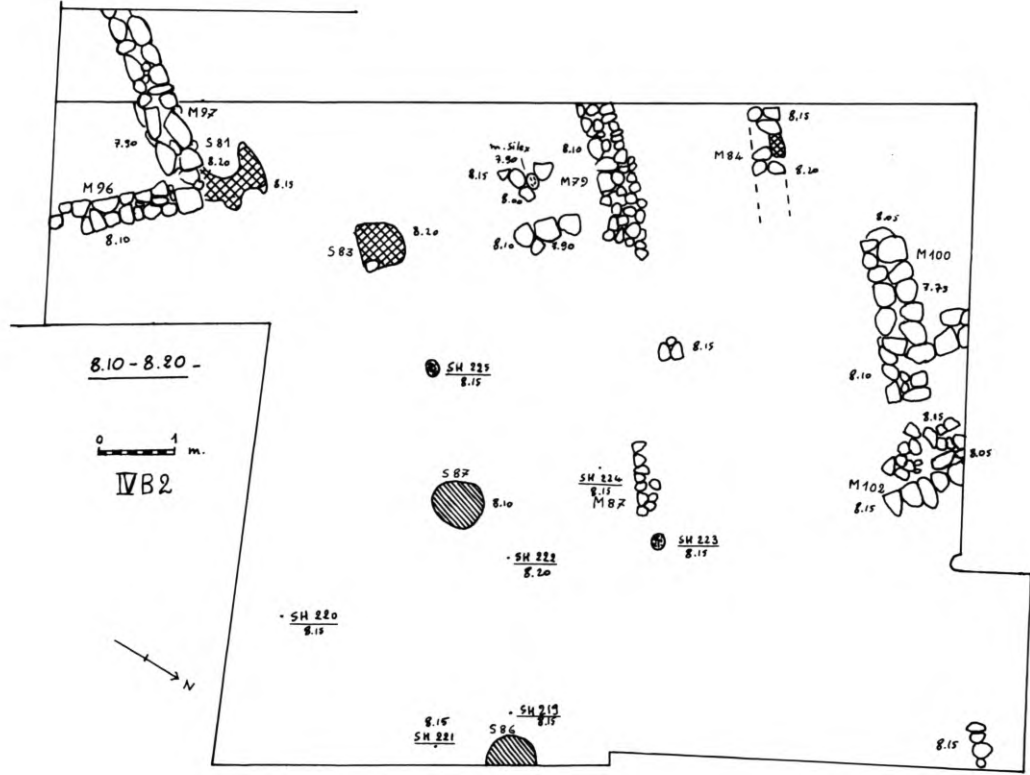 M97
7.90
S81
8.20
8.15
M96
8.10
m. Silex
7.90
8.15
8.00
8.10
M79
8.15
M84
8.20
S83
8.20
8.10
7.90
8.05
M100
7.75
8.10 - 8.20 -
0 1 m.
IV B2
SH 225
8.15
8.15
8.10
8.15
8.05
M102
8.15
S87
8.10
SH 224
8.15
M87
SH 223
8.15
SH 222
8.20
SH 220
8.15
N
SH 219
8.15
S86
8.15
SH 221
8.15